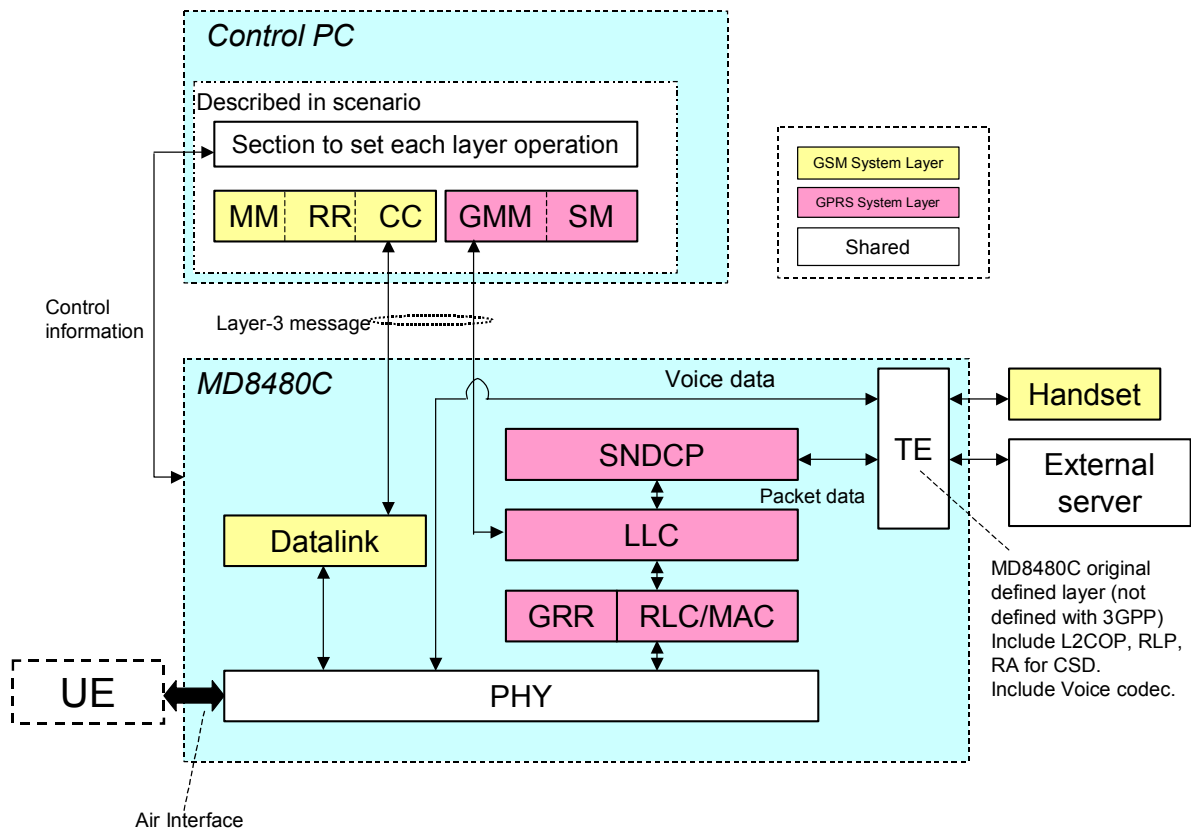 Control PC
Described in scenario
Section to set each layer operation
MM RR CC GMM SM
GSM System Layer
GPRS System Layer
Shared
Control
information
Layer-3 message
MD8480C
Voice data
TE
Handset
SNDCP
Packet data
External
server
Datalink
LLC
GRR RLC/MAC
MD8480C original
defined layer (not
defined with 3GPP)
Include L2COP, RLP,
RA for CSD.
Include Voice codec.
UE
PHY
Air Interface